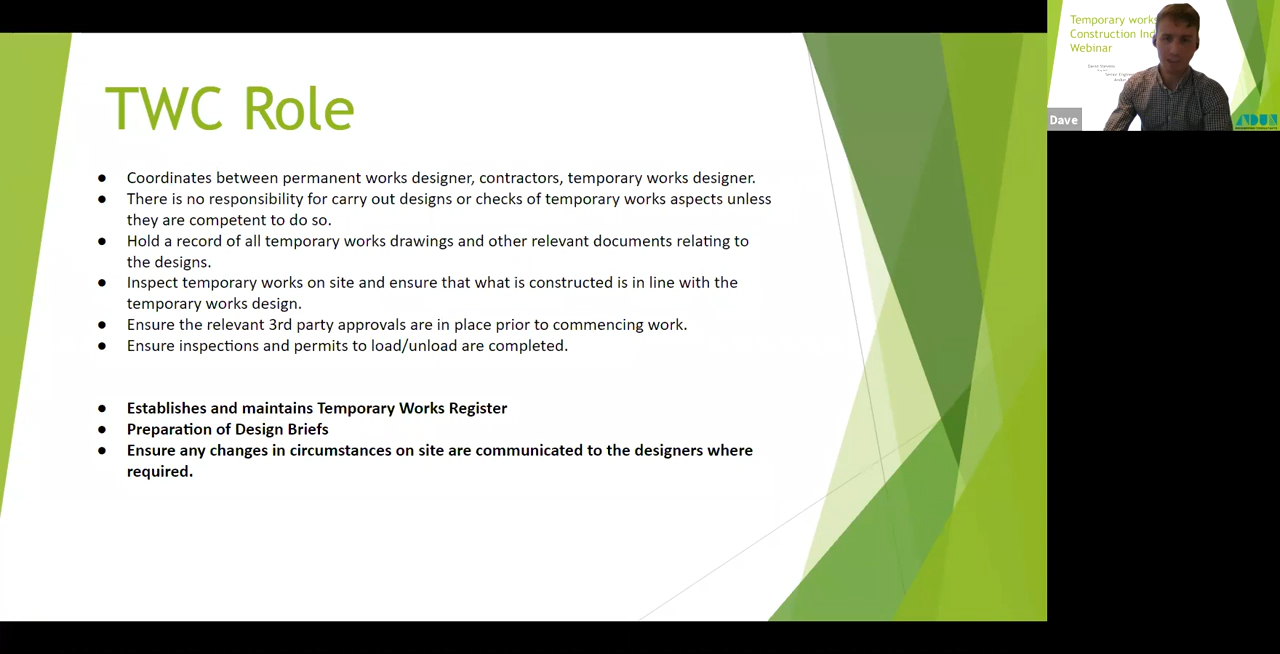 TWC Role
● Coordinates between permanent works designer, contractors, temporary works designer.
● There is no responsibility for carry out designs or checks of temporary works aspects unless
they are competent to do so.
● Hold a record of all temporary works drawings and other relevant documents relating to
the designs.
● Inspect temporary works on site and ensure that what is constructed is in line with the
temporary works design.
● Ensure the relevant 3rd party approvals are in place prior to commencing work.
● Ensure inspections and permits to load/unload are completed.
● Establishes and maintains Temporary Works Register
● Preparation of Design Briefs
● Ensure any changes in circumstances on site are communicated to the designers where
required.
Temporary works
Construction Ind
Webinar
Dave